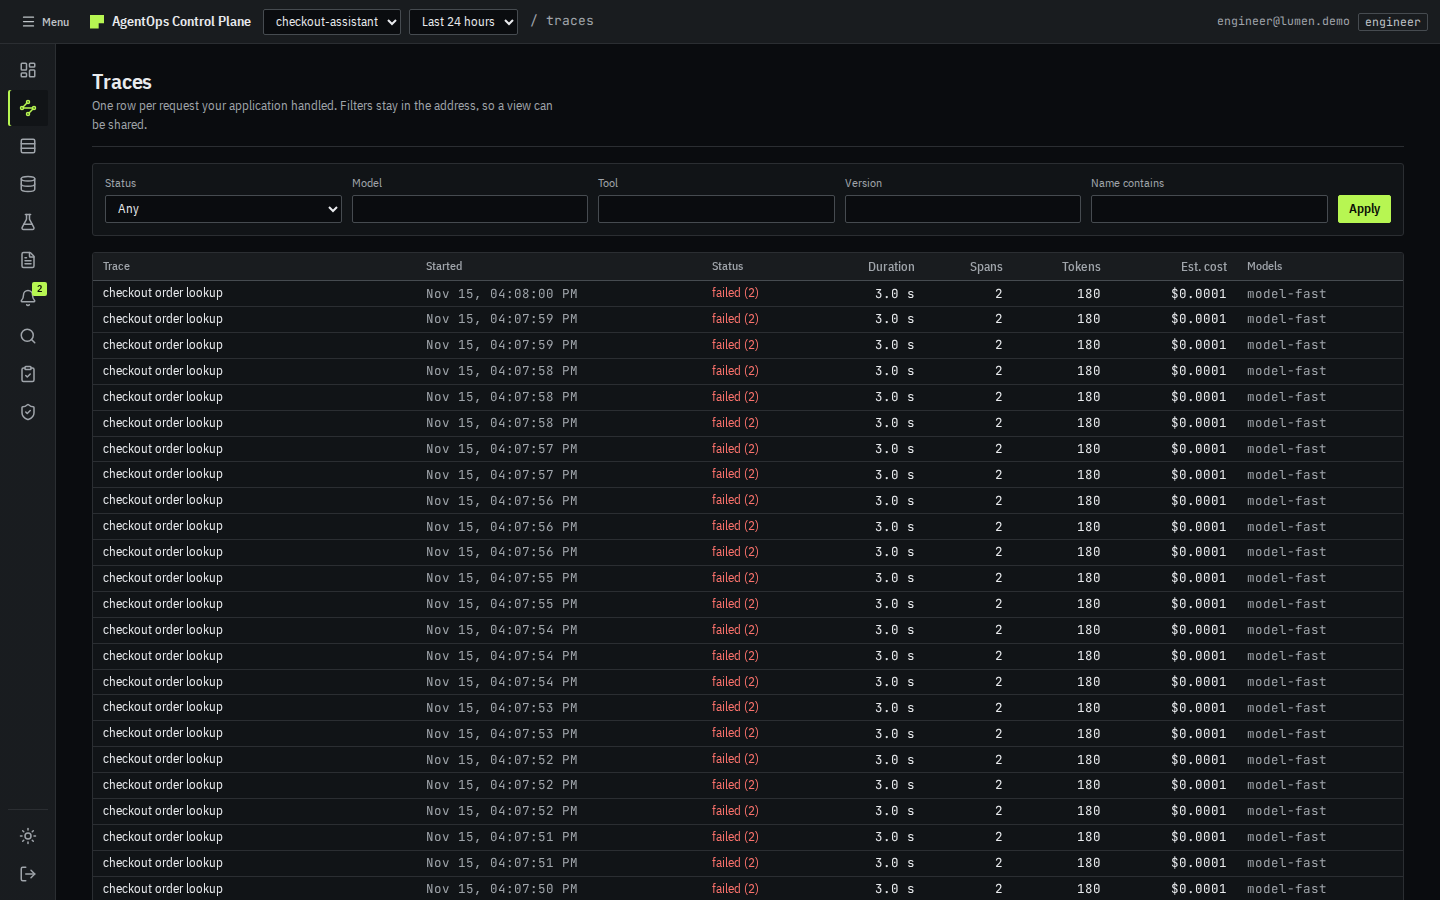 Menu AgentOps Control Plane checkout-assistant Last 24 hours / traces engineer@lumen.demo engineer
2
Traces
One row per request your application handled. Filters stay in the address, so a view can
be shared.
Status Model Tool Version Name contains
Any Apply
Trace Started Status Duration Spans Tokens Est. cost Models
checkout order lookup Nov 15, 04:08:00 PM failed (2) 3.0 s 2 180 $0.0001 model-fast
checkout order lookup Nov 15, 04:07:59 PM failed (2) 3.0 s 2 180 $0.0001 model-fast
checkout order lookup Nov 15, 04:07:59 PM failed (2) 3.0 s 2 180 $0.0001 model-fast
checkout order lookup Nov 15, 04:07:58 PM failed (2) 3.0 s 2 180 $0.0001 model-fast
checkout order lookup Nov 15, 04:07:58 PM failed (2) 3.0 s 2 180 $0.0001 model-fast
checkout order lookup Nov 15, 04:07:58 PM failed (2) 3.0 s 2 180 $0.0001 model-fast
checkout order lookup Nov 15, 04:07:57 PM failed (2) 3.0 s 2 180 $0.0001 model-fast
checkout order lookup Nov 15, 04:07:57 PM failed (2) 3.0 s 2 180 $0.0001 model-fast
checkout order lookup Nov 15, 04:07:56 PM failed (2) 3.0 s 2 180 $0.0001 model-fast
checkout order lookup Nov 15, 04:07:56 PM failed (2) 3.0 s 2 180 $0.0001 model-fast
checkout order lookup Nov 15, 04:07:56 PM failed (2) 3.0 s 2 180 $0.0001 model-fast
checkout order lookup Nov 15, 04:07:55 PM failed (2) 3.0 s 2 180 $0.0001 model-fast
checkout order lookup Nov 15, 04:07:55 PM failed (2) 3.0 s 2 180 $0.0001 model-fast
checkout order lookup Nov 15, 04:07:54 PM failed (2) 3.0 s 2 180 $0.0001 model-fast
checkout order lookup Nov 15, 04:07:54 PM failed (2) 3.0 s 2 180 $0.0001 model-fast
checkout order lookup Nov 15, 04:07:54 PM failed (2) 3.0 s 2 180 $0.0001 model-fast
checkout order lookup Nov 15, 04:07:53 PM failed (2) 3.0 s 2 180 $0.0001 model-fast
checkout order lookup Nov 15, 04:07:53 PM failed (2) 3.0 s 2 180 $0.0001 model-fast
checkout order lookup Nov 15, 04:07:52 PM failed (2) 3.0 s 2 180 $0.0001 model-fast
checkout order lookup Nov 15, 04:07:52 PM failed (2) 3.0 s 2 180 $0.0001 model-fast
checkout order lookup Nov 15, 04:07:52 PM failed (2) 3.0 s 2 180 $0.0001 model-fast
checkout order lookup Nov 15, 04:07:51 PM failed (2) 3.0 s 2 180 $0.0001 model-fast
checkout order lookup Nov 15, 04:07:51 PM failed (2) 3.0 s 2 180 $0.0001 model-fast
checkout order lookup Nov 15, 04:07:50 PM failed (2) 3.0 s 2 180 $0.0001 model-fast